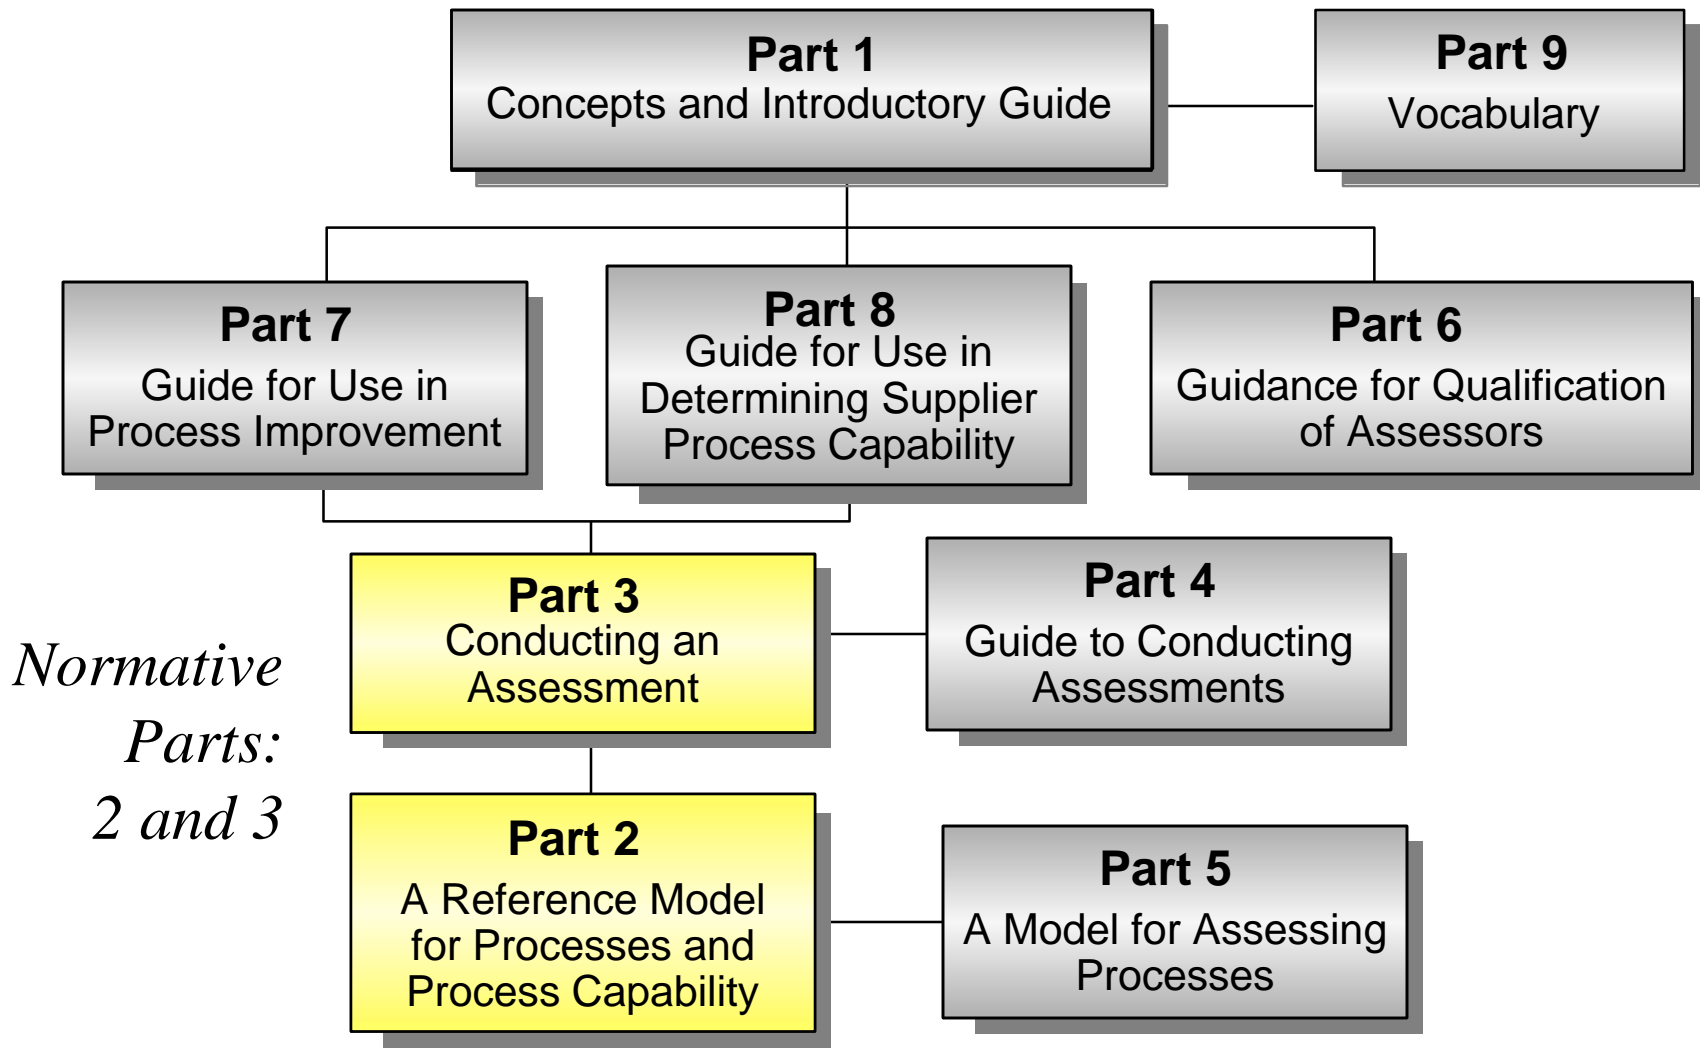 Part 1
Concepts and Introductory Guide
Part 9
Vocabulary
Part 7
Guide for Use in
Process Improvement
Part 8
Guide for Use in
Determining Supplier
Process Capability
Part 6
Guidance for Qualification
of Assessors
Normative
Parts:
2 and 3
Part 3
Conducting an
Assessment
Part 4
Guide to Conducting
Assessments
Part 2
A Reference Model
for Processes and
Process Capability
Part 5
A Model for Assessing
Processes